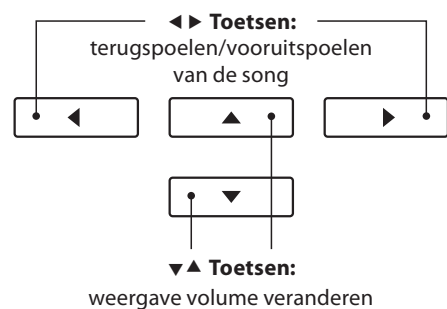 ◀ ▶ Toetsen:
terugspoelen/vooruitspoelen
van de song
◀ ▲ ▶
▼
▼▲ Toetsen:
weergave volume veranderen